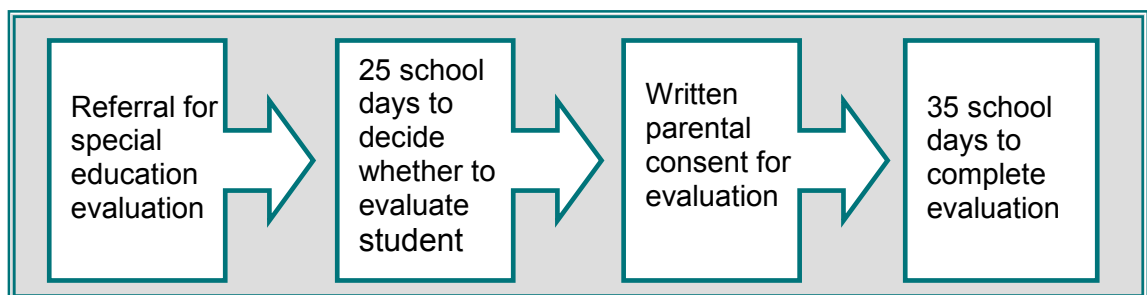 Referral for
special
education
evaluation
25 school
days to
decide
whether to
evaluate
student
Written
parental
consent for
evaluation
35 school
days to
complete
evaluation